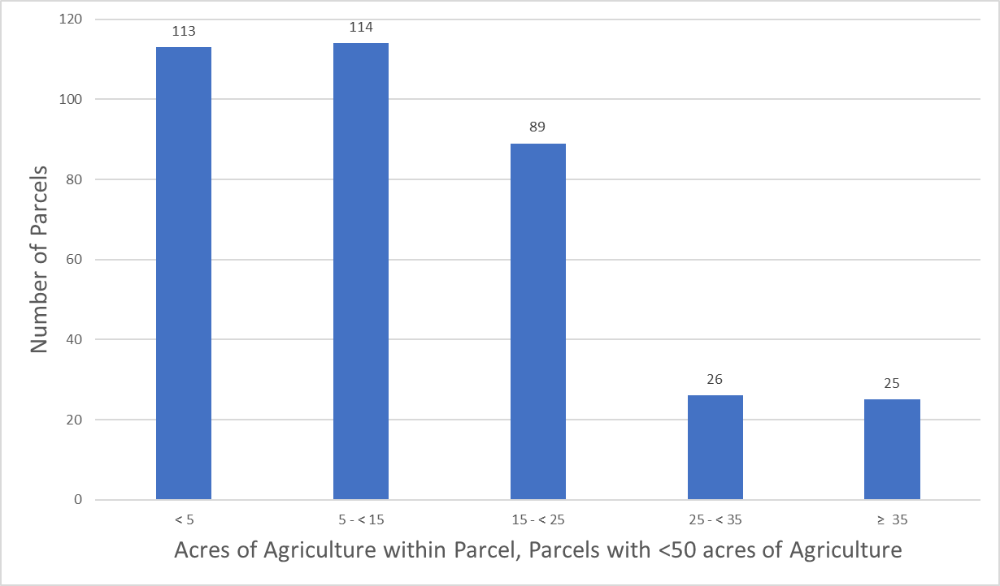 120
100
80
60
40
20
0
Number of Parcels
113
114
89
26
25
< 5
5 - < 15
15 - < 25
25 - < 35
≥ 35
Acres of Agriculture within Parcel, Parcels with <50 acres of Agriculture